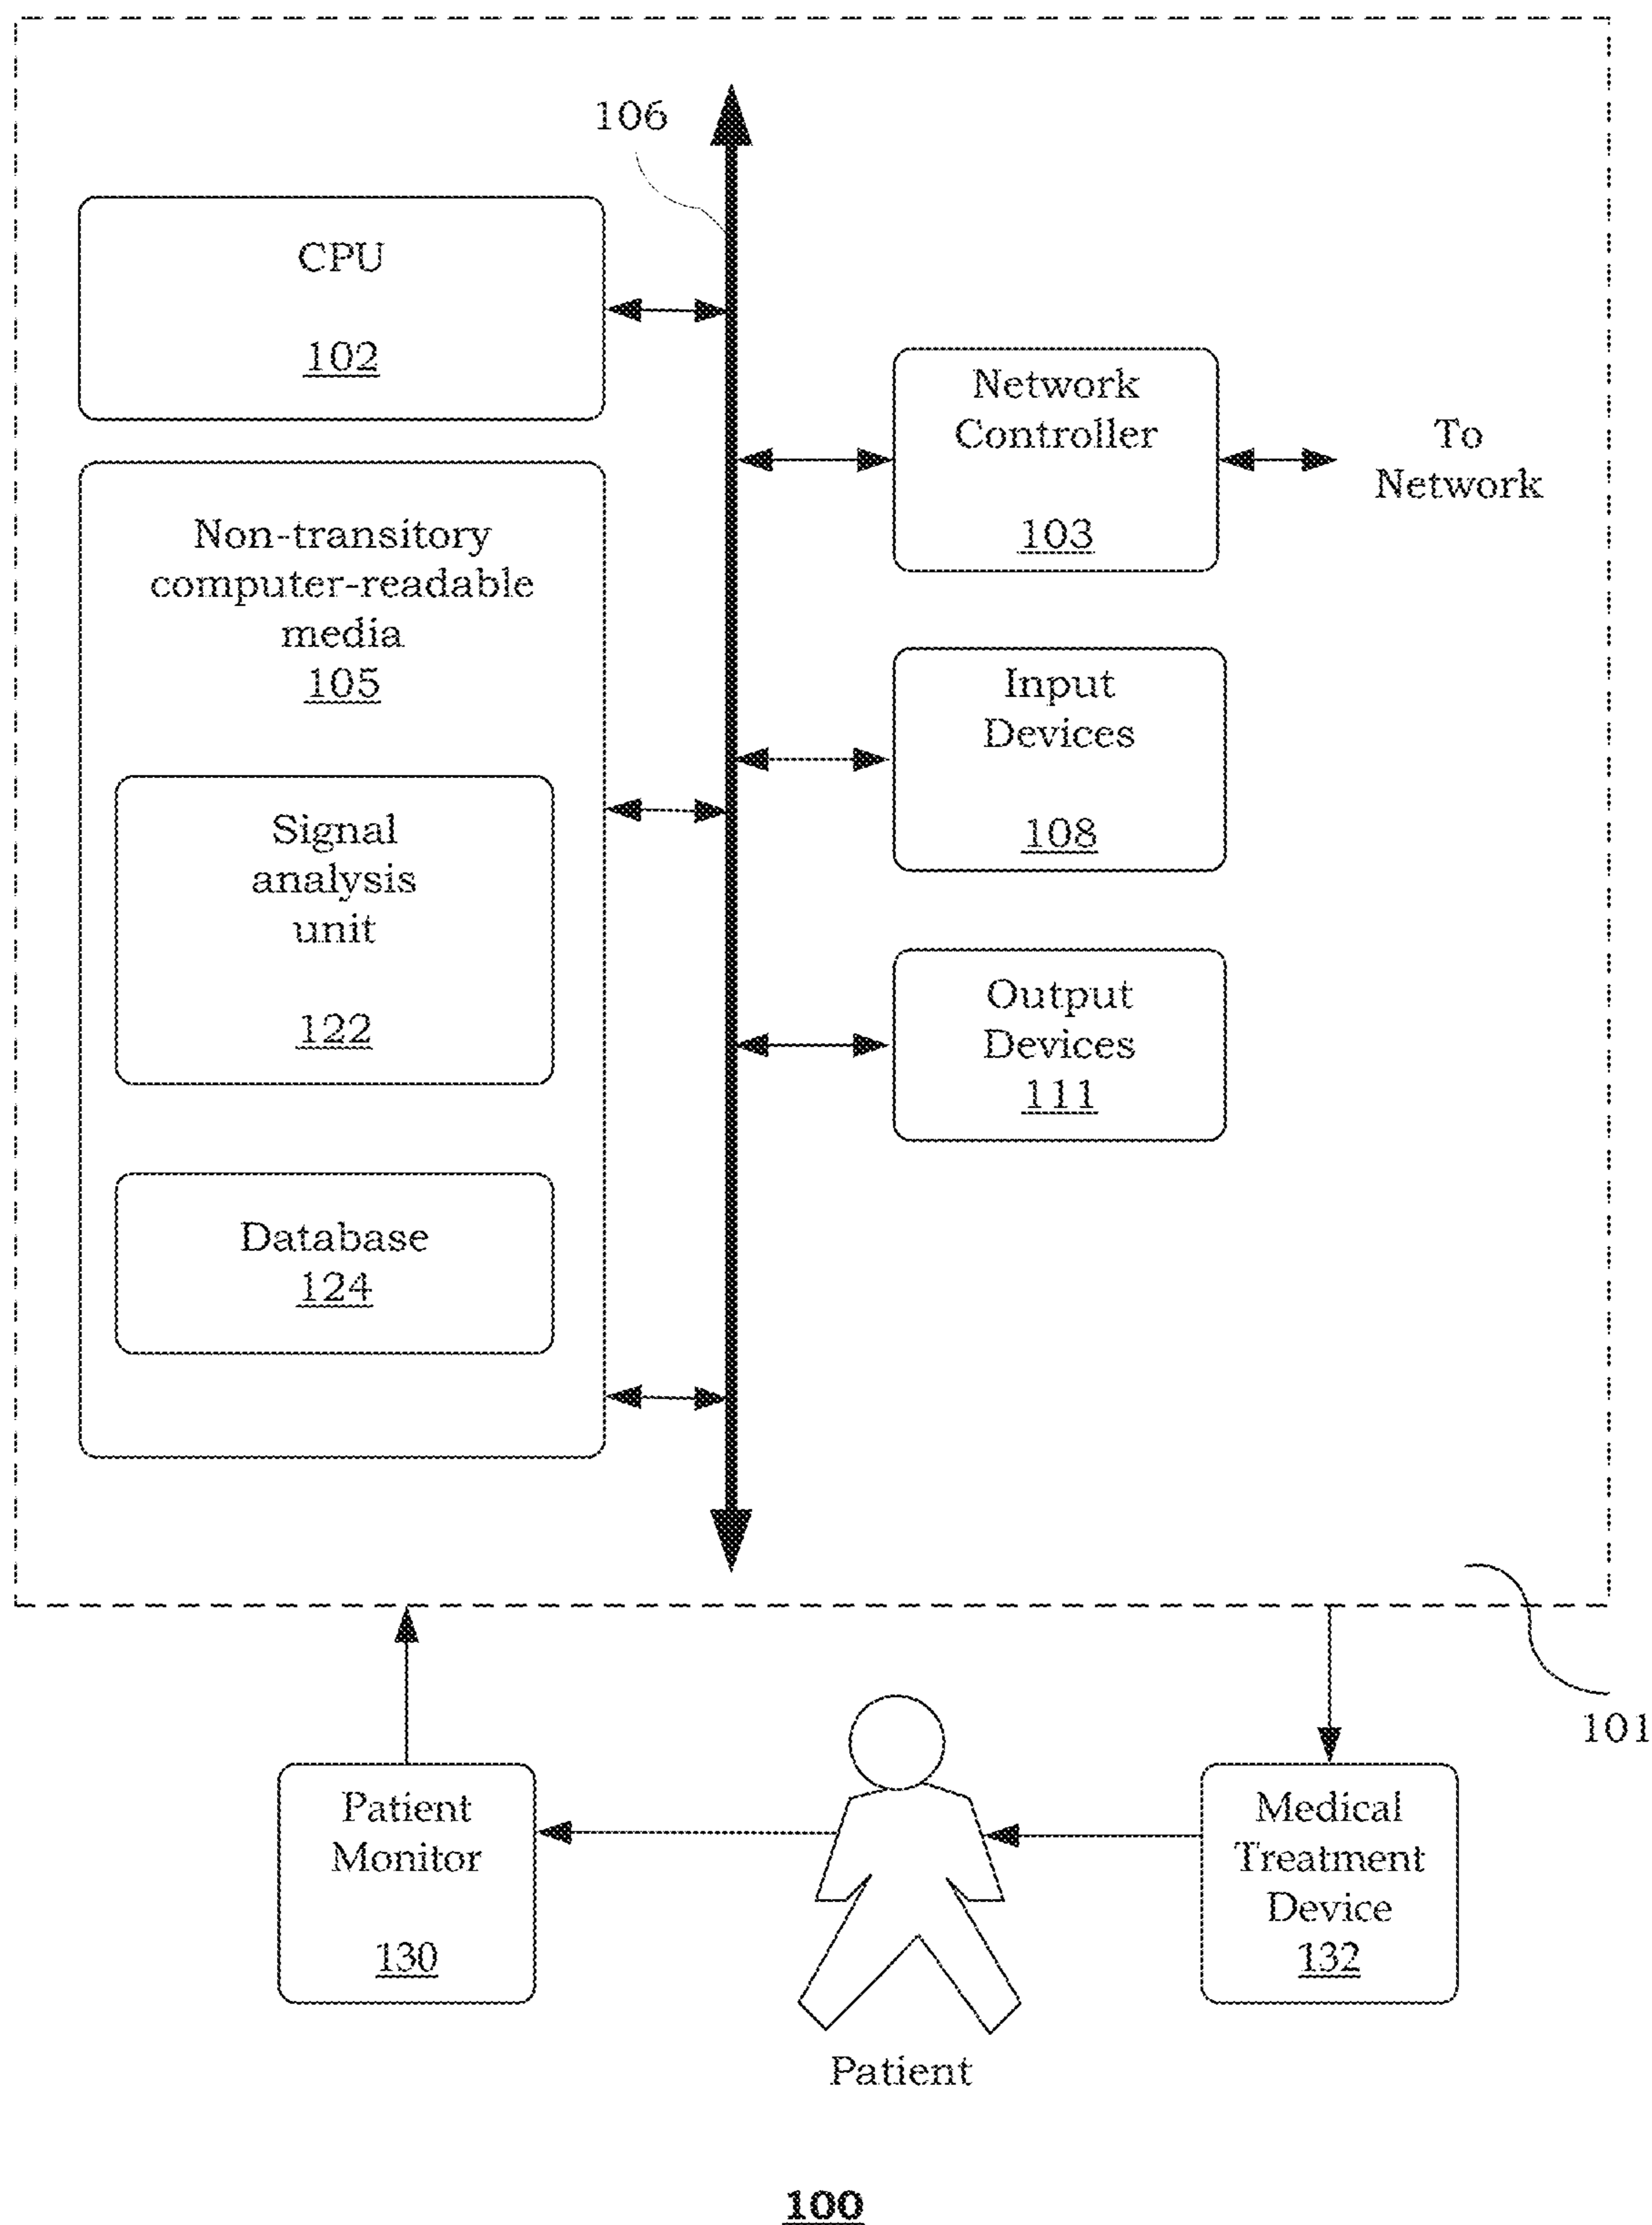 106
CPU
102
Network
Controller
103
To
Network
Non-transitory
computer-readable
media
105
Input
Devices
108
Signal
analysis
unit
122
Output
Devices
111
Database
124
101
Patient
Monitor
130
Medical
Treatment
Device
132
Patient
100